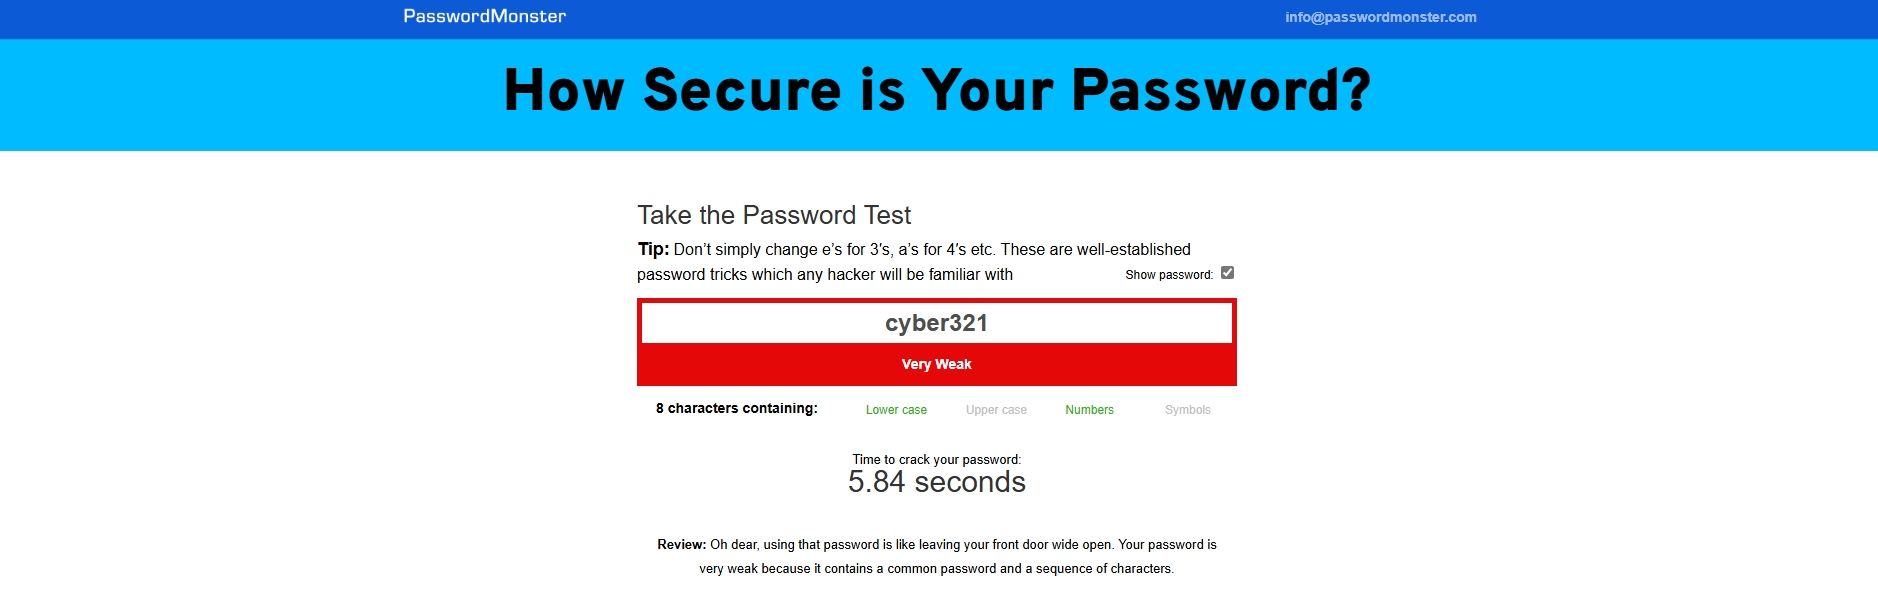 PasswordMonster
info@passwordmonster.com
How Secure is Your Password?
Take the Password Test
Tip: Don’t simply change e’s for 3′s, a’s for 4′s etc. These are well-established
password tricks which any hacker will be familiar with
Show password:
cyber321
Very Weak
8 characters containing:
Lower case
Upper case
Numbers
Symbols
Time to crack your password:
5.84 seconds
Review: Oh dear, using that password is like leaving your front door wide open. Your password is
very weak because it contains a common password and a sequence of characters.